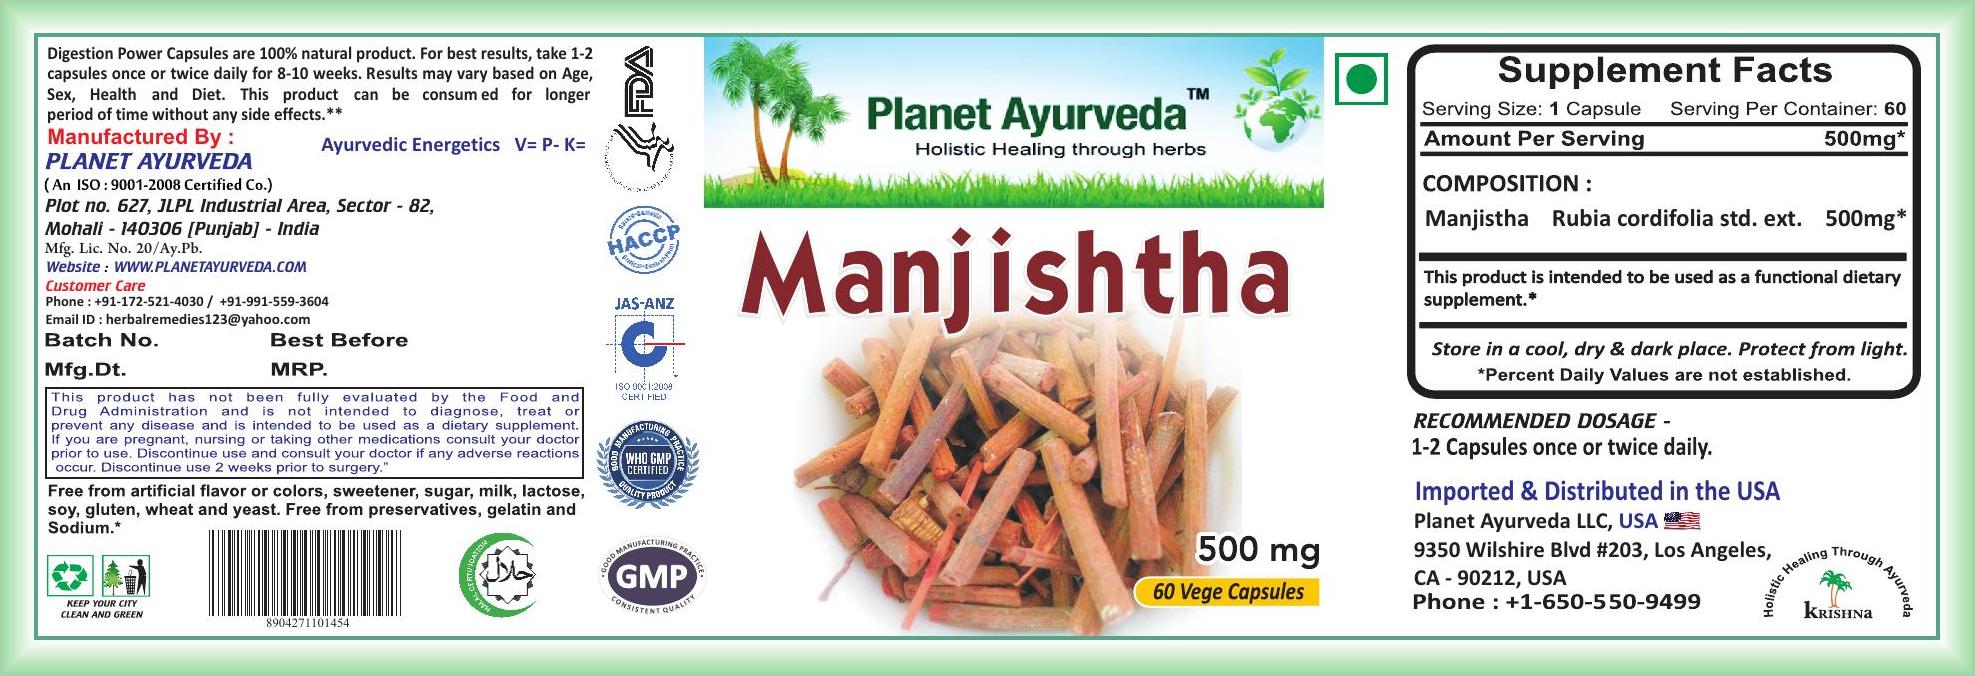 Digestion Power Capsules are 100% natural product. For best results, take 1-2
capsules once or twice daily for 8-10 weeks. Results may vary based on Age,
Sex, Health and Diet. This product can be consumed for longer
period of time without any side effects.**
Manufactured By :
Ayurvedic Energetics V= P- K=
PLANET AYURVEDA
( An ISO : 9001-2008 Certified Co.)
Plot no. 627, JLPL Industrial Area, Sector - 82,
Mohali - 140306 [Punjab] - India
Mfg. Lic. No. 20/Ay.Pb.
Website : WWW.PLANETAYURVEDA.COM
Customer Care
Phone : +91-172-521-4030 / +91-991-559-3604
Email ID : herbalremedies123@yahoo.com
Batch No. Best Before
Mfg.Dt. MRP.
This product has not been fully evaluated by the Food and
Drug Administration and is not intended to diagnose, treat or
prevent any disease and is intended to be used as a dietary supplement.
If you are pregnant, nursing or taking other medications consult your doctor
prior to use. Discontinue use and consult your doctor if any adverse reactions
occur. Discontinue use 2 weeks prior to surgery."
Free from artificial flavor or colors, sweetener, sugar, milk, lactose,
soy, gluten, wheat and yeast. Free from preservatives, gelatin and
Sodium.*
KEEP YOUR CITY
CLEAN AND GREEN
8904271101454
HALAL CERTIFICATION
حلال
FDA
HACCP
JAS-ANZ
C
ISO 9001:2008
CERTIFIED
GOOD MANUFACTURING PRACTICE
WHO GMP
CERTIFIED
QUALITY PRODUCT
GOOD MANUFACTURING PRACTICE
GMP
CONSISTENT QUALITY
Planet Ayurveda™
Holistic Healing through herbs
Manjishtha
500 mg
60 Vege Capsules
Supplement Facts
Serving Size: 1 Capsule Serving Per Container: 60
Amount Per Serving 500mg*
COMPOSITION :
Manjistha Rubia cordifolia std. ext. 500mg*
This product is intended to be used as a functional dietary
supplement.*
Store in a cool, dry & dark place. Protect from light.
*Percent Daily Values are not established.
RECOMMENDED DOSAGE -
1-2 Capsules once or twice daily.
Imported & Distributed in the USA
Planet Ayurveda LLC, USA
9350 Wilshire Blvd #203, Los Angeles,
CA - 90212, USA
Phone : +1-650-550-9499
Holistic Healing Through Ayurveda
KRISHNA